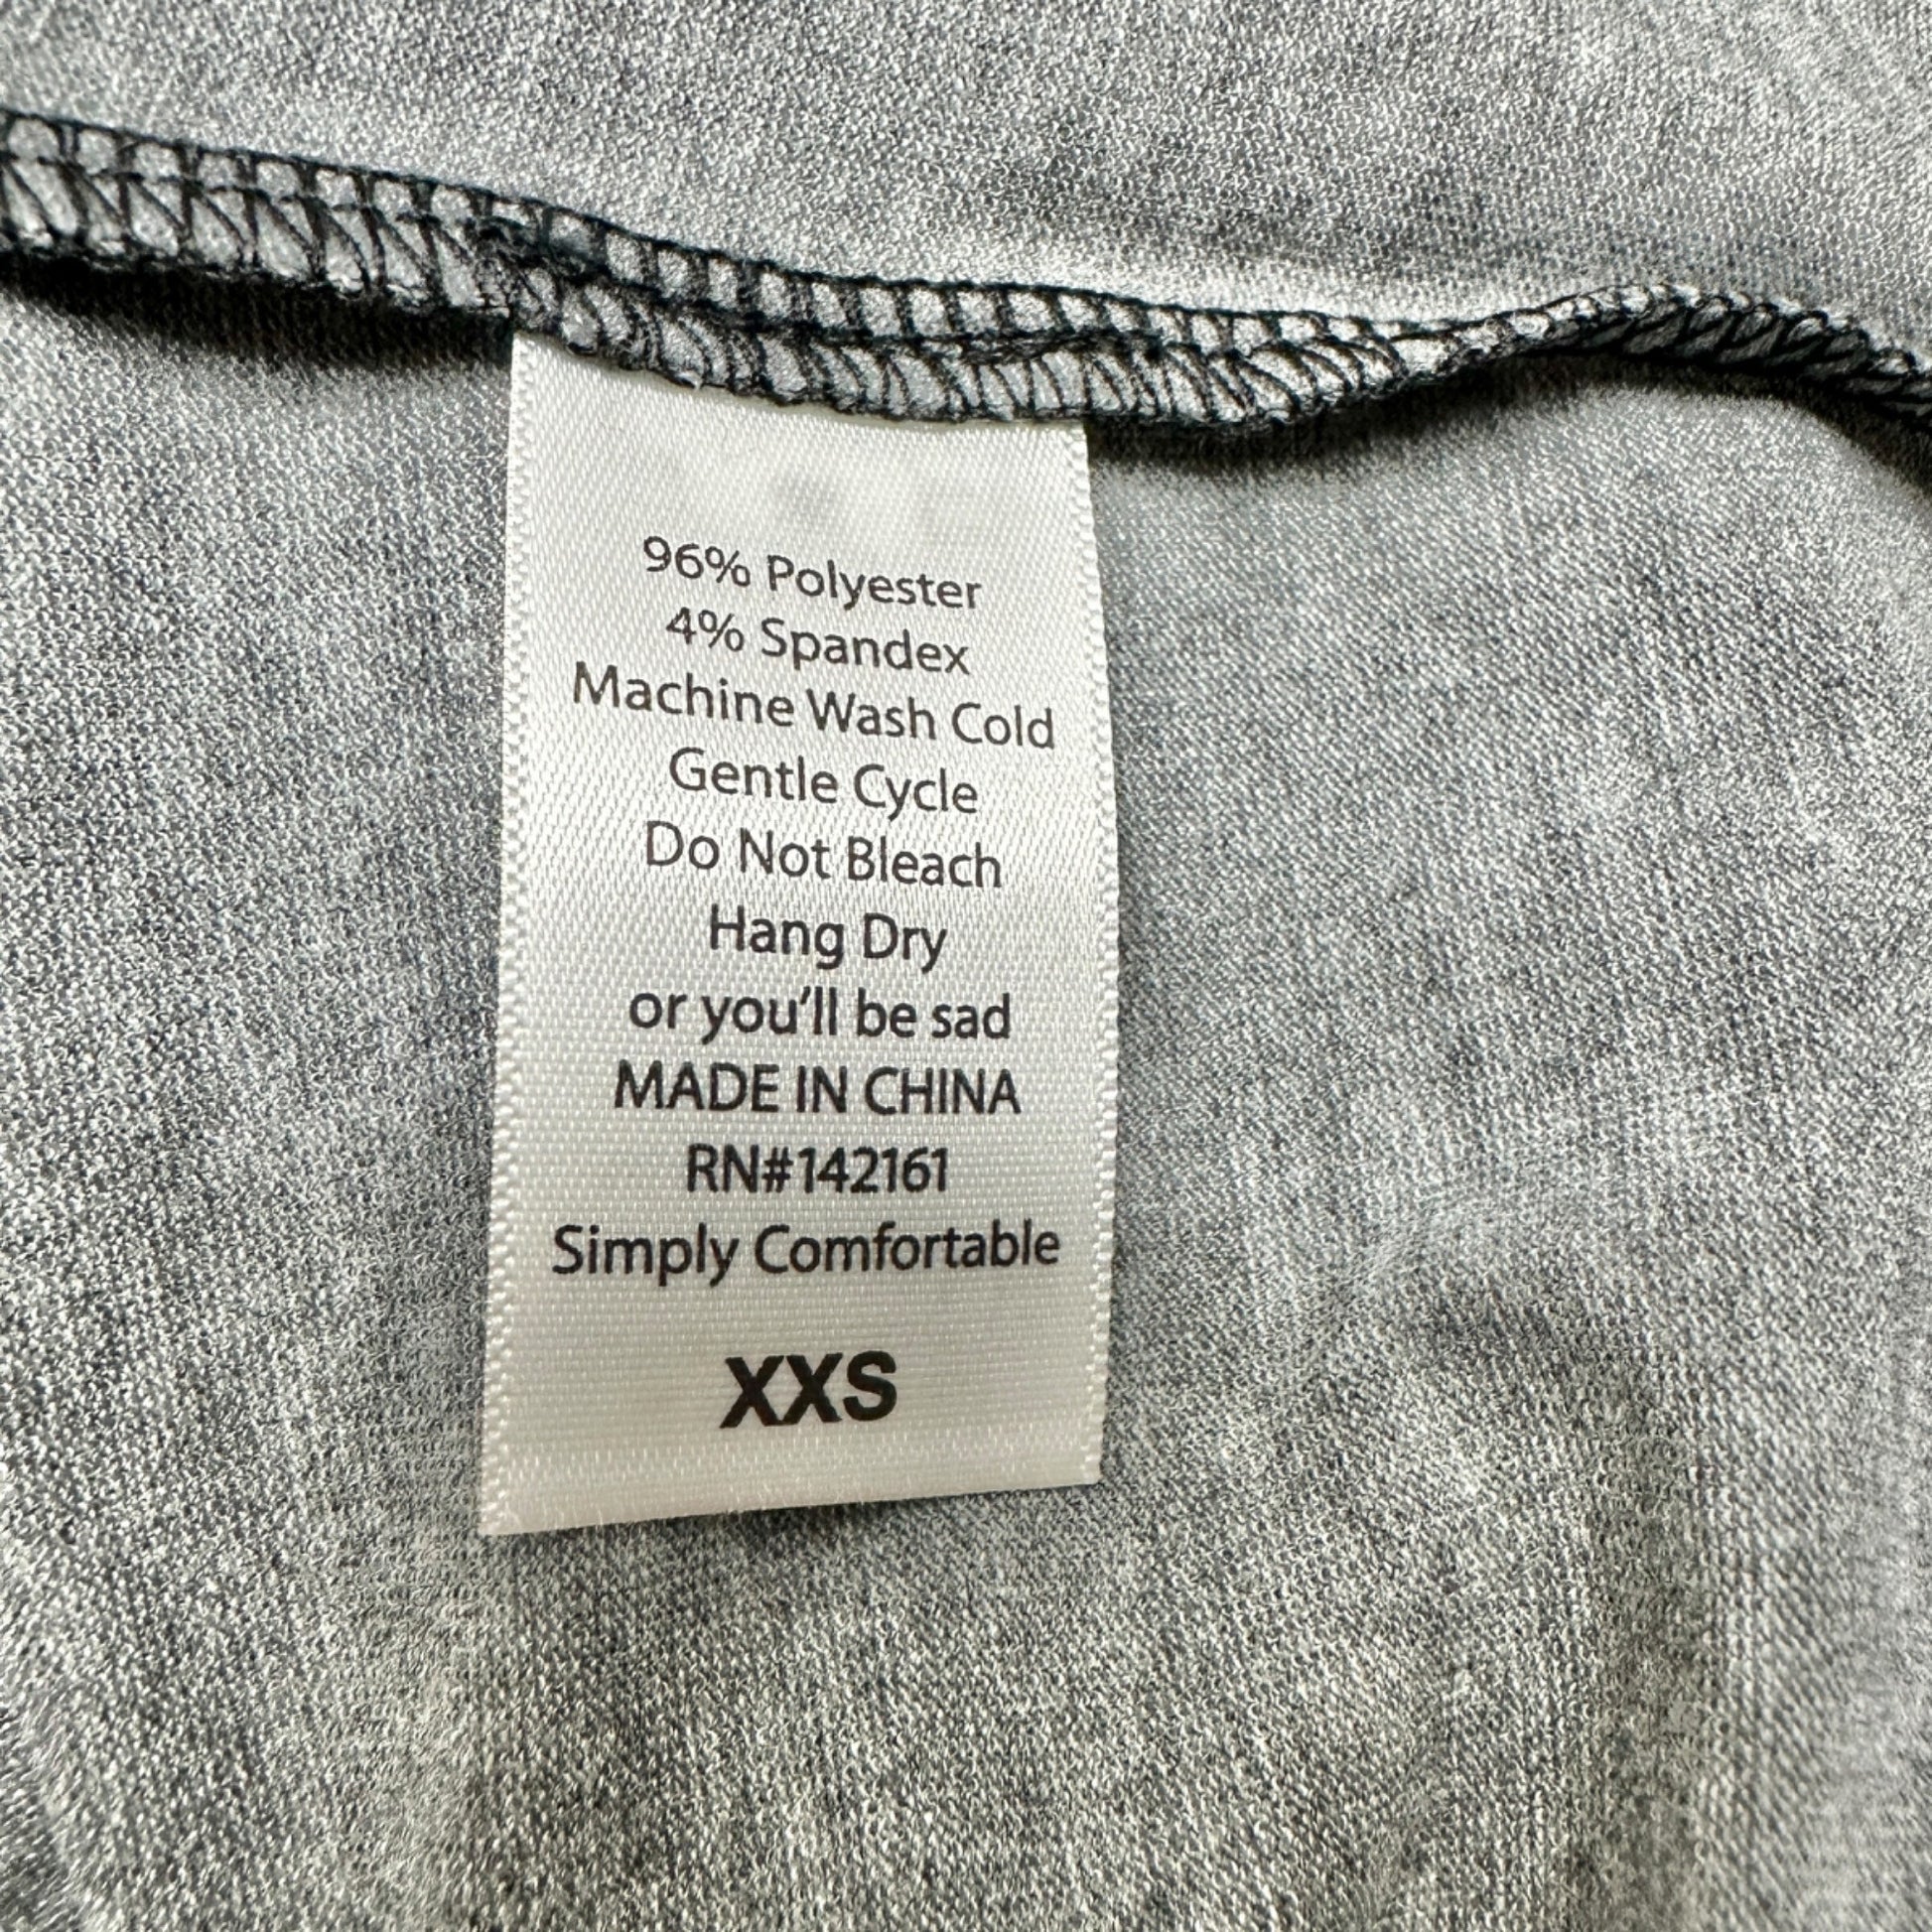 96% Polyester
4% Spandex
Machine Wash Cold
Gentle Cycle
Do Not Bleach
Hang Dry
or you'll be sad
MADE IN CHINA
RN#142161
Simply Comfortable
XXS